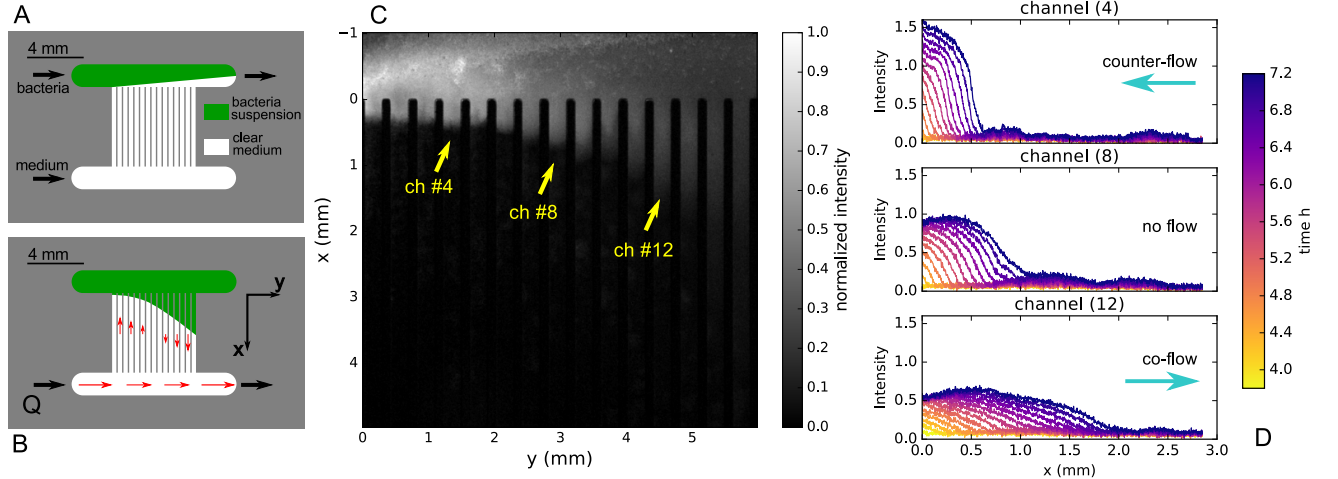 A
4 mm
bacteria
bacteria
suspension
clear
medium
medium
4 mm
y
x
Q
B
C
−1
0
1
2
3
4
x (mm)
ch #4
ch #8
ch #12
0
1
2
3
4
5
y (mm)
1.0
0.9
0.8
0.7
0.6
0.5
0.4
0.3
0.2
0.1
0.0
normalized intensity
channel (4)
1.5
1.0
0.5
0.0
Intensity
counter-flow
channel (8)
1.5
1.0
0.5
0.0
Intensity
no flow
channel (12)
1.5
1.0
0.5
0.0
Intensity
co-flow
0.0
0.5
1.0
1.5
2.0
2.5
3.0
x (mm)
7.2
6.8
6.4
6.0
5.6
5.2
4.8
4.4
4.0
time h
D